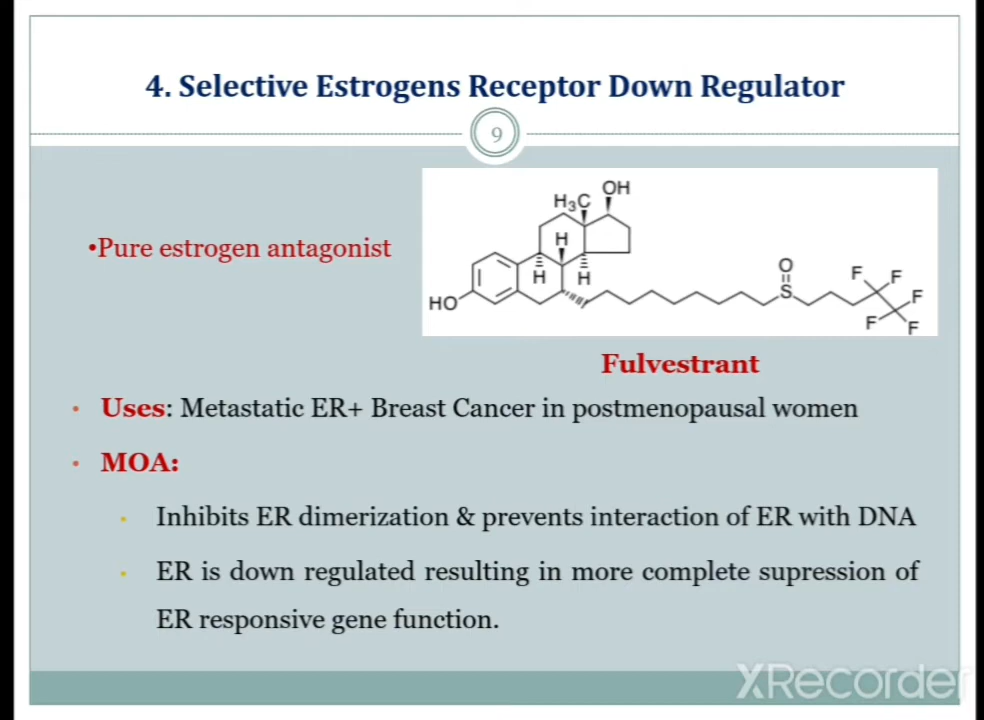 4. Selective Estrogens Receptor Down Regulator
9
•Pure estrogen antagonist
H₃C
OH
H
H
H
HO
O
S
F
F
F
F
F
Fulvestrant
• Uses: Metastatic ER+ Breast Cancer in postmenopausal women
• MOA:
• Inhibits ER dimerization & prevents interaction of ER with DNA
• ER is down regulated resulting in more complete supression of
ER responsive gene function.
XRecorder